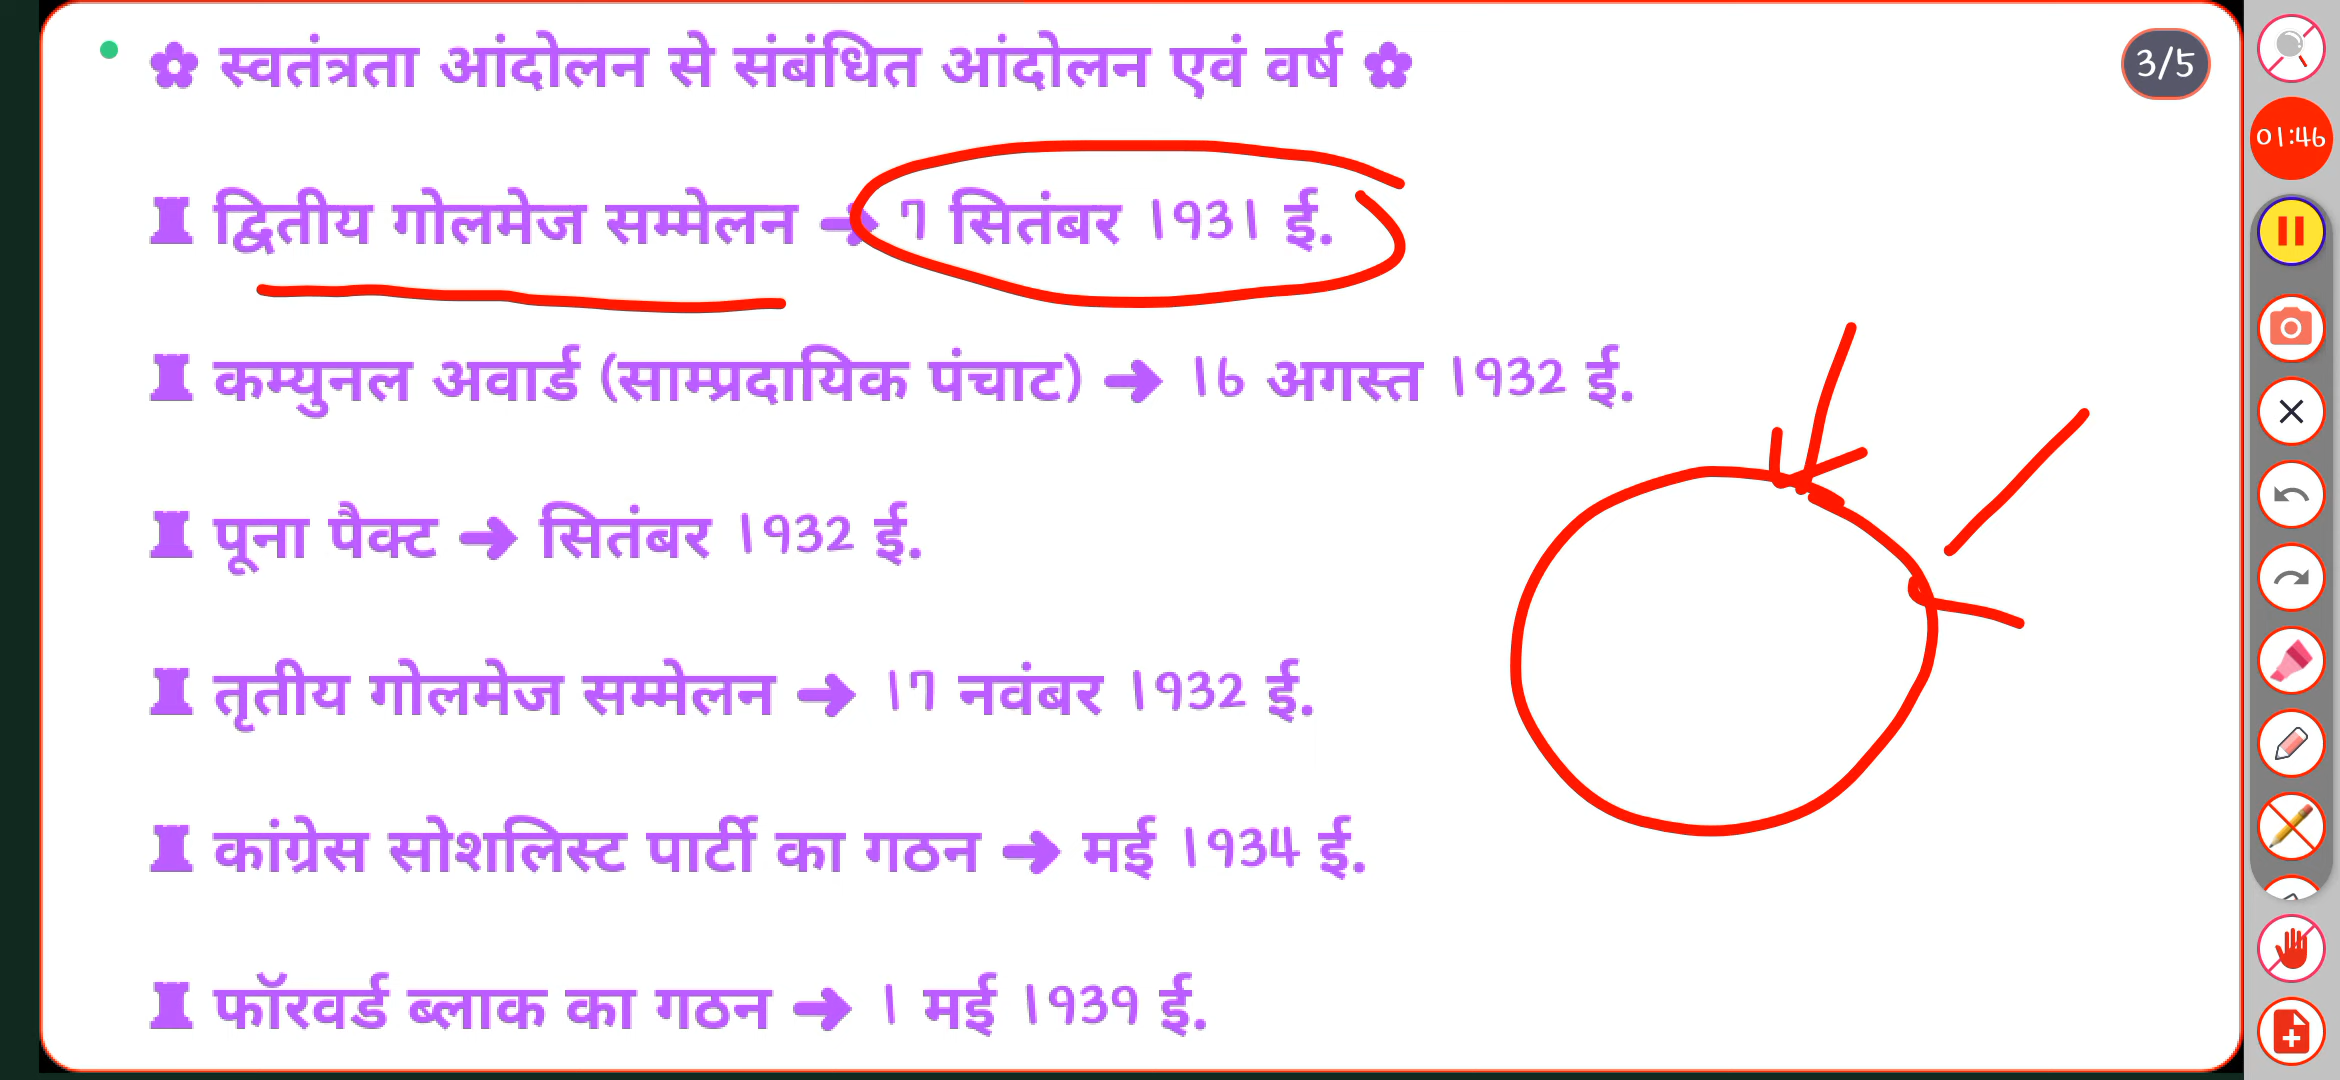 ✿ स्वतंत्रता आंदोलन से संबंधित आंदोलन एवं वर्ष ✿
3/5
01:46
♜ द्वितीय गोलमेज सम्मेलन ➜ 7 सितंबर 1931 ई.
♜ कम्युनल अवार्ड (साम्प्रदायिक पंचाट) ➜ 16 अगस्त 1932 ई.
♜ पूना पैक्ट ➜ सितंबर 1932 ई.
♜ तृतीय गोलमेज सम्मेलन ➜ 17 नवंबर 1932 ई.
♜ कांग्रेस सोशलिस्ट पार्टी का गठन ➜ मई 1934 ई.
♜ फॉरवर्ड ब्लाक का गठन ➜ 1 मई 1939 ई.